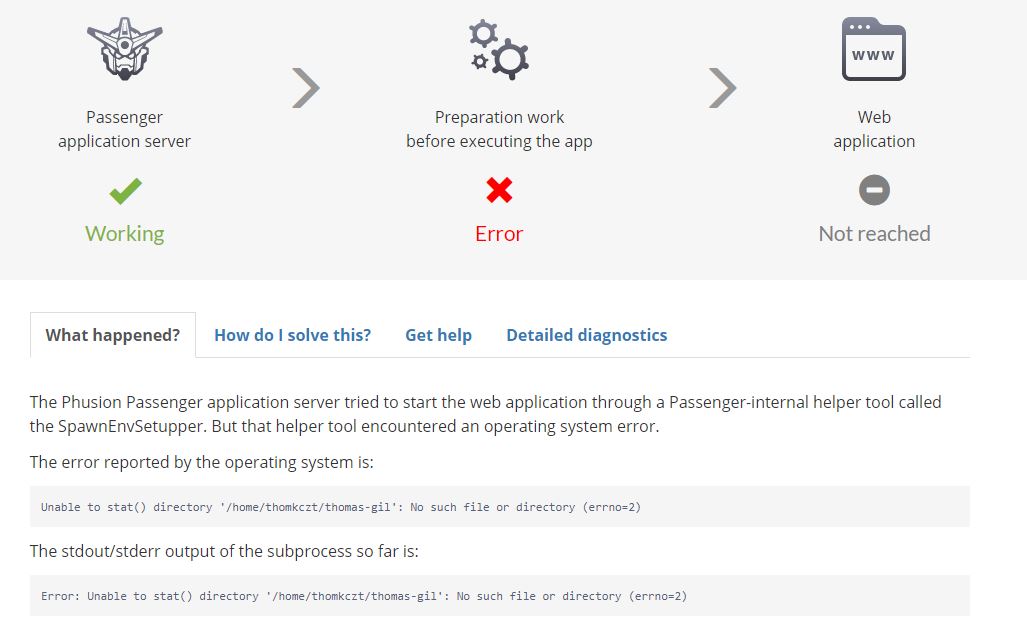 Passenger
application server
Working
Preparation work
before executing the app
Error
www
Web
application
Not reached
What happened? How do I solve this? Get help Detailed diagnostics
The Phusion Passenger application server tried to start the web application through a Passenger-internal helper tool called
the SpawnEnvSetupper. But that helper tool encountered an operating system error.
The error reported by the operating system is:
Unable to stat() directory '/home/thomkczt/thomas-gil': No such file or directory (errno=2)
The stdout/stderr output of the subprocess so far is:
Error: Unable to stat() directory '/home/thomkczt/thomas-gil': No such file or directory (errno=2)